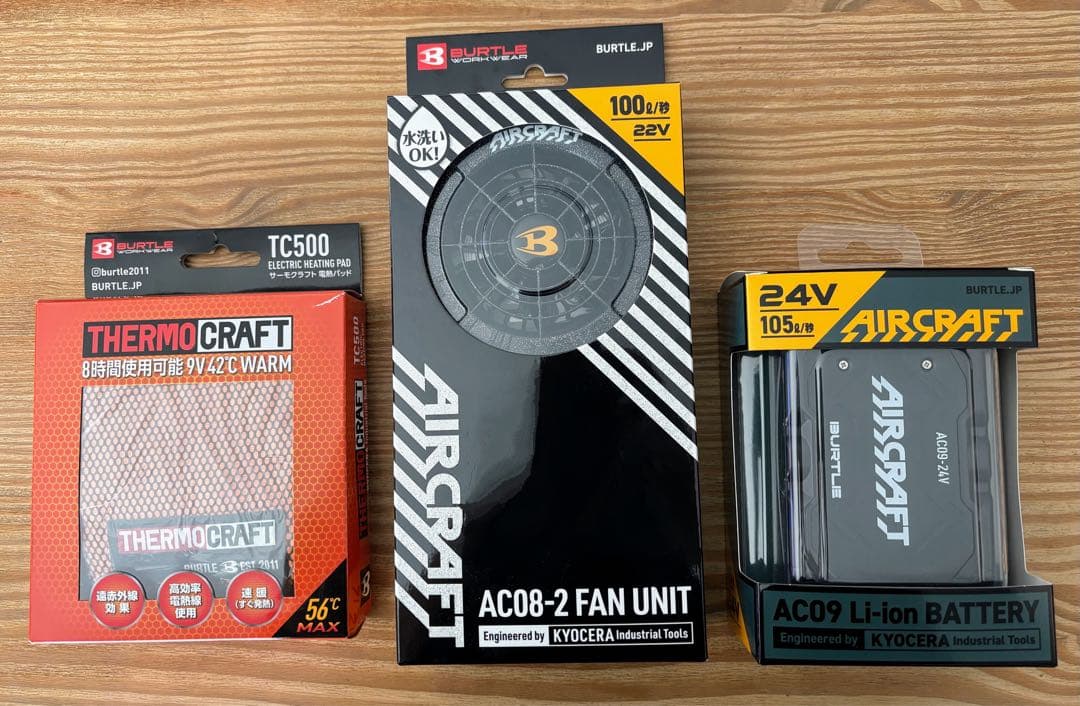 BURTLE
WORKWEAR
burtle2011
BURTLE.JP
TC500
ELECTRIC HEATING PAD
サーモクラフト 電熱パッド
THERMOCRAFT
8時間使用可能 9V 42℃ WARM
THERMOCRAFT
BURTLE EST.2011
遠赤外線
効果
高効率
電熱線
使用
速暖
(すぐ発熱)
56℃
MAX
TC500
THERMOCRAFT
BURTLE
WORKWEAR
BURTLE.JP
水洗い
OK!
100ℓ/秒
22V
AIRCRAFT
AIRCRAFT
AC08-2 FAN UNIT
Engineered by KYOCERA Industrial Tools
24V
105ℓ/秒
BURTLE.JP
AIRCRAFT
AIRCRAFT
BURTLE
AC09-24V
AC09 Li-ion BATTERY
Engineered by KYOCERA Industrial Tools